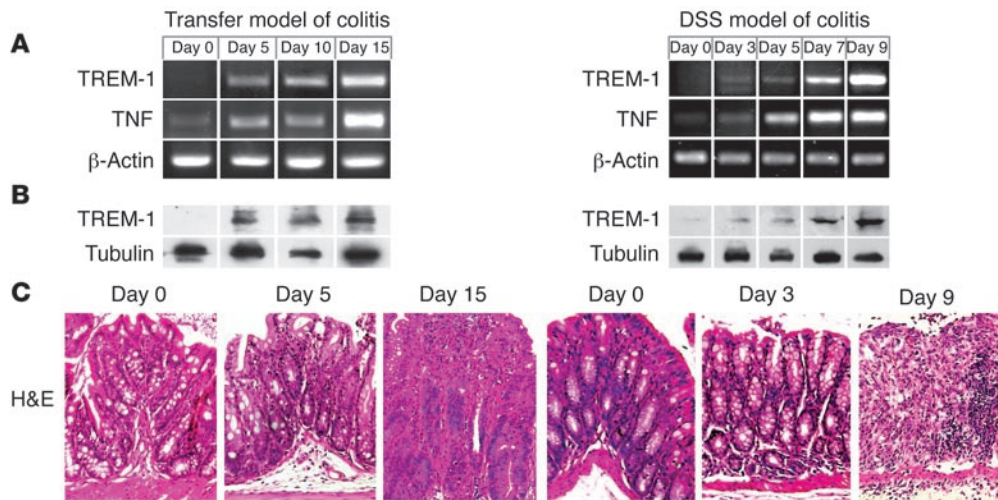 Transfer model of colitis
DSS model of colitis
A
Day 0 Day 5 Day 10 Day 15
Day 0 Day 3 Day 5 Day 7 Day 9
TREM-1
TREM-1
TNF
TNF
β-Actin
β-Actin
B
TREM-1
TREM-1
Tubulin
Tubulin
C
Day 0 Day 5 Day 15 Day 0 Day 3 Day 9
H&E